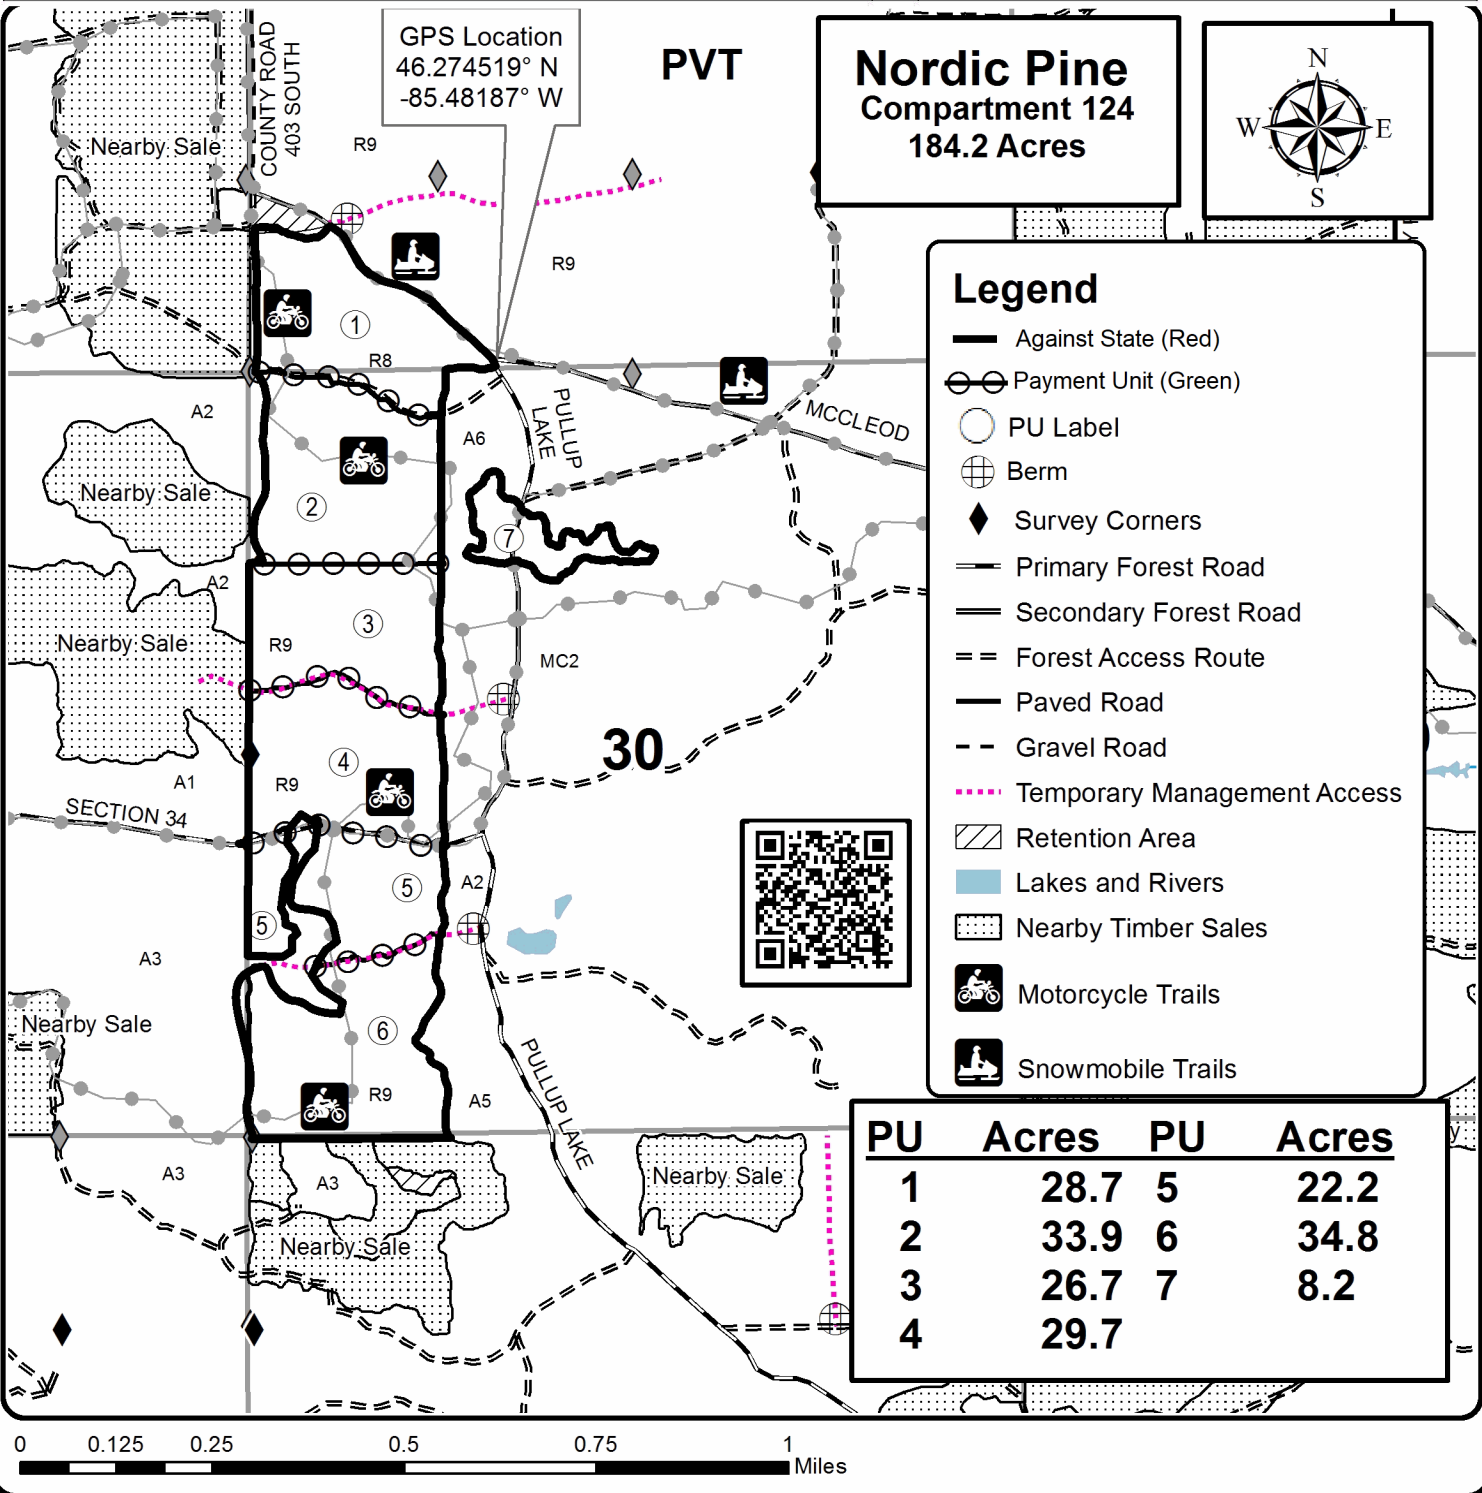 COUNTY ROAD
403 SOUTH
GPS Location
46.274519° N
-85.48187° W
PVT
Nordic Pine
Compartment 124
184.2 Acres
N
W
E
S
Nearby Sale
R9
R9
1
R8
A2
PULLUP
LAKE
MCCLEOD
A6
Nearby Sale
2
7
A2
3
Nearby Sale
R9
MC2
30
4
A1
R9
SECTION 34
5
A2
5
A3
Nearby Sale
6
R9
A5
PULLUP LAKE
A3
A3
Nearby Sale
Nearby Sale
Legend
Against State (Red)
Payment Unit (Green)
PU Label
Berm
Survey Corners
Primary Forest Road
Secondary Forest Road
Forest Access Route
Paved Road
Gravel Road
Temporary Management Access
Retention Area
Lakes and Rivers
Nearby Timber Sales
Motorcycle Trails
Snowmobile Trails
PU Acres PU Acres
1 28.7 5 22.2
2 33.9 6 34.8
3 26.7 7 8.2
4 29.7
0 0.125 0.25 0.5 0.75 1
Miles